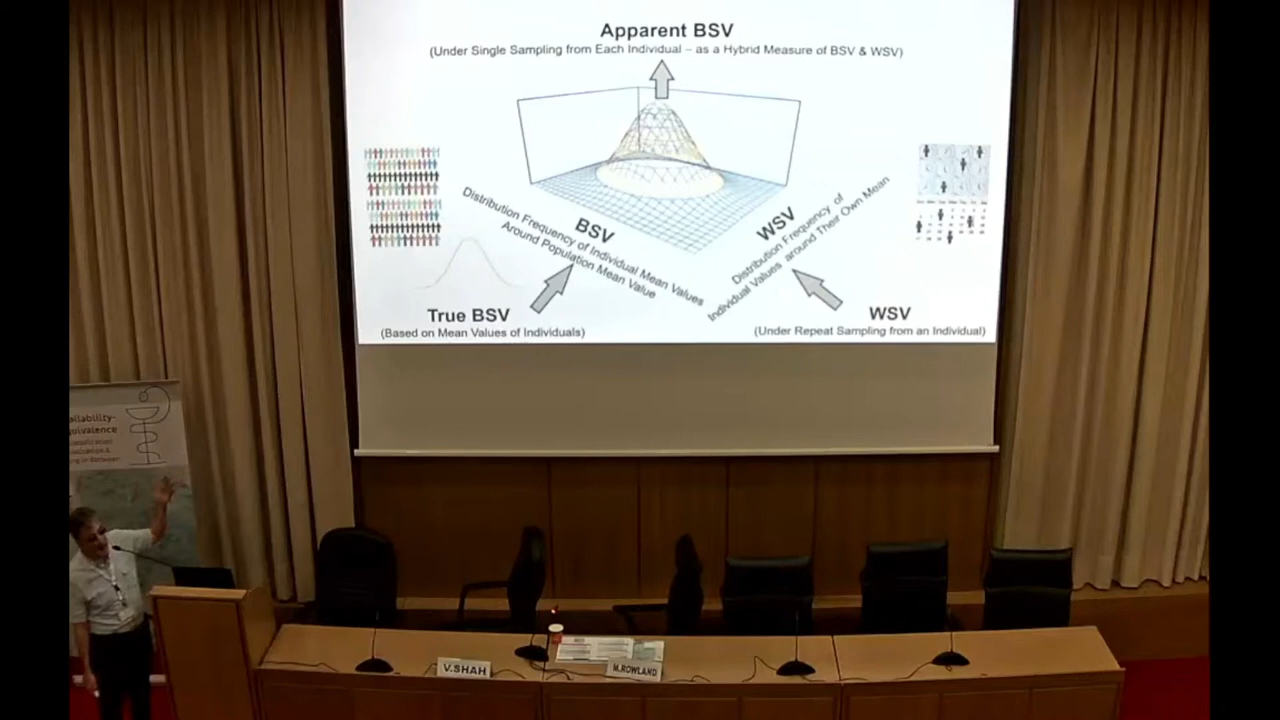 Apparent BSV
(Under Single Sampling from Each Individual – as a Hybrid Measure of BSV & WSV)
BSV
Distribution Frequency of Individual Mean Values
Around Population Mean Value
WSV
Distribution Frequency of
Individual Values around Their Own Mean
True BSV
(Based on Mean Values of Individuals)
WSV
(Under Repeat Sampling from an Individual)
V.SHAH
M.ROWLAND